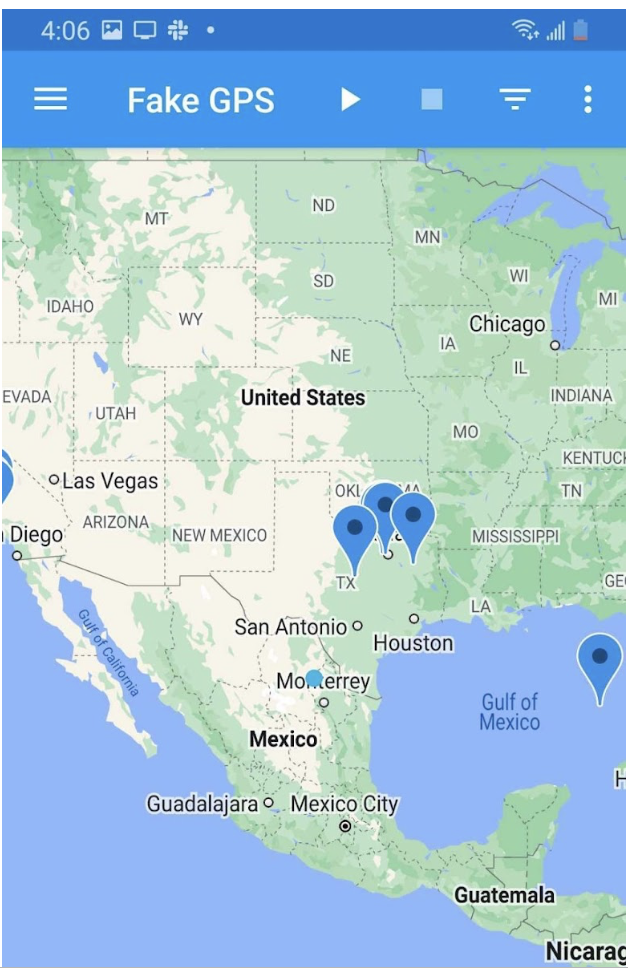 4:06
Fake GPS
MT
ND
MN
SD
WI
MI
IDAHO
WY
Chicago
IA
NE
IL
EVADA
UTAH
United States
INDIANA
MO
KENTUCK
Las Vegas
OKL MA
TN
ARIZONA
NEW MEXICO
MISSISSIPPI
Diego
TX
GE
LA
San Antonio
Houston
Gulf of California
Monterrey
Gulf of
Mexico
Mexico
H
Guadalajara
Mexico City
Guatemala
Nicarag